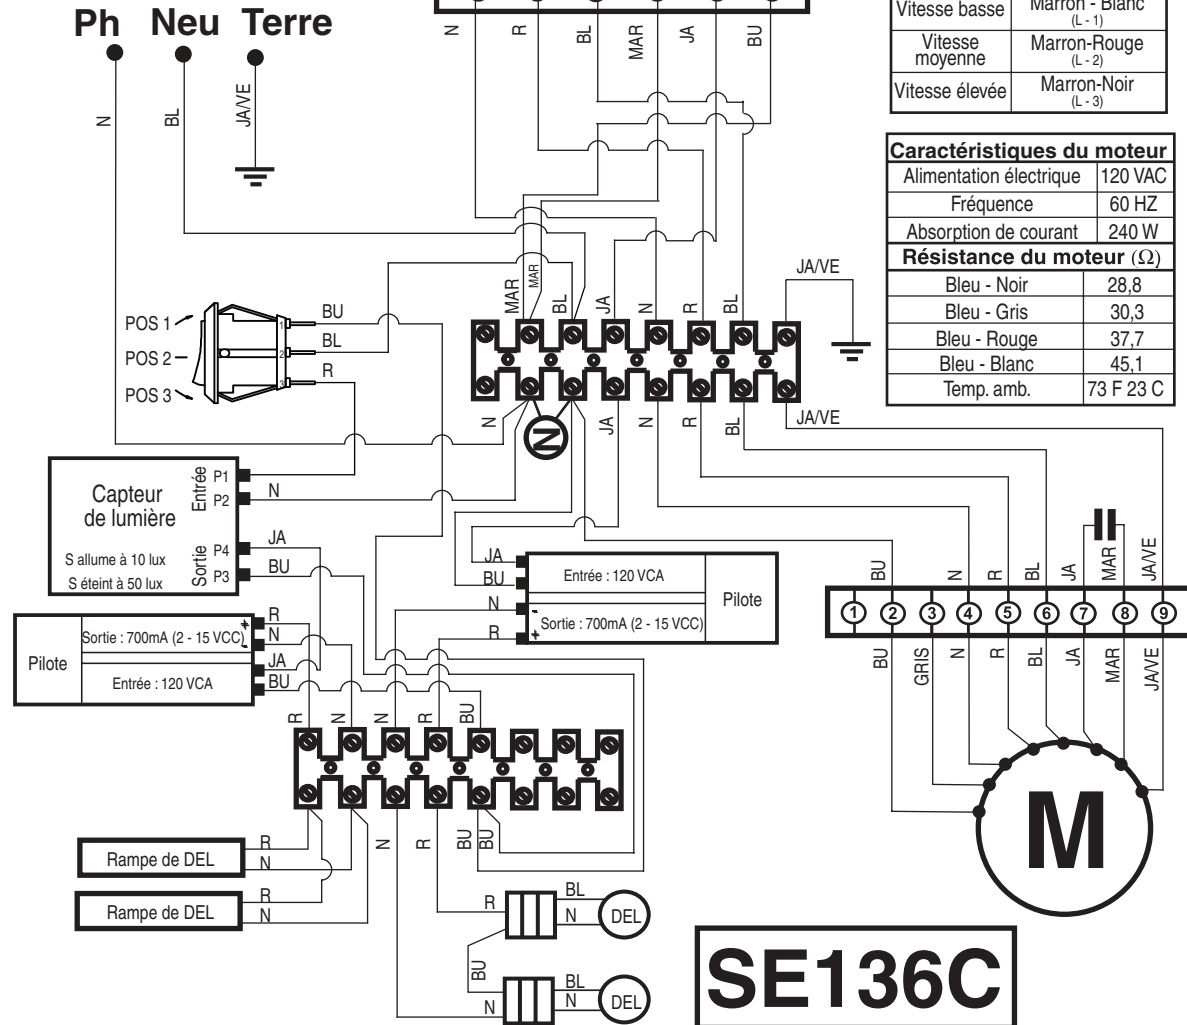 Ph Neu Terre
N R BL MAR JA BU
N BL JA/VE
Vitesse basse Marron - Blanc
(L - 1)
Vitesse moyenne Marron-Rouge
(L - 2)
Vitesse élevée Marron-Noir
(L - 3)
Caractéristiques du moteur
Alimentation électrique 120 VAC
Fréquence 60 HZ
Absorption de courant 240 W
Résistance du moteur (Ω)
Bleu - Noir 28,8
Bleu - Gris 30,3
Bleu - Rouge 37,7
Bleu - Blanc 45,1
Temp. amb. 73 F 23 C
MAR MAR BL JA N R BL JA/VE
POS 1
POS 2
POS 3
1 BU
2 BL
3 R
N N JA N R BL JA/VE
Capteur
de lumière
S allume à 10 lux
S éteint à 50 lux
Entrée
P1
P2 N
Sortie
P4 JA
P3 BU
JA
BU
N
R
Entrée : 120 VCA
Sortie : 700mA (2 - 15 VCC)
-
+
Pilote
Pilote
Sortie : 700mA (2 - 15 VCC)
+
-
Entrée : 120 VCA
R
N
JA
BU
BU N R BL JA MAR JA/VE
1 2 3 4 5 6 7 8 9
BU GRIS N R BL JA MAR JA/VE
M
R N N R BU
N R BU BU
Rampe de DEL R
N
Rampe de DEL R
N
R BL
N DEL
BU
N BL
N DEL
SE136C